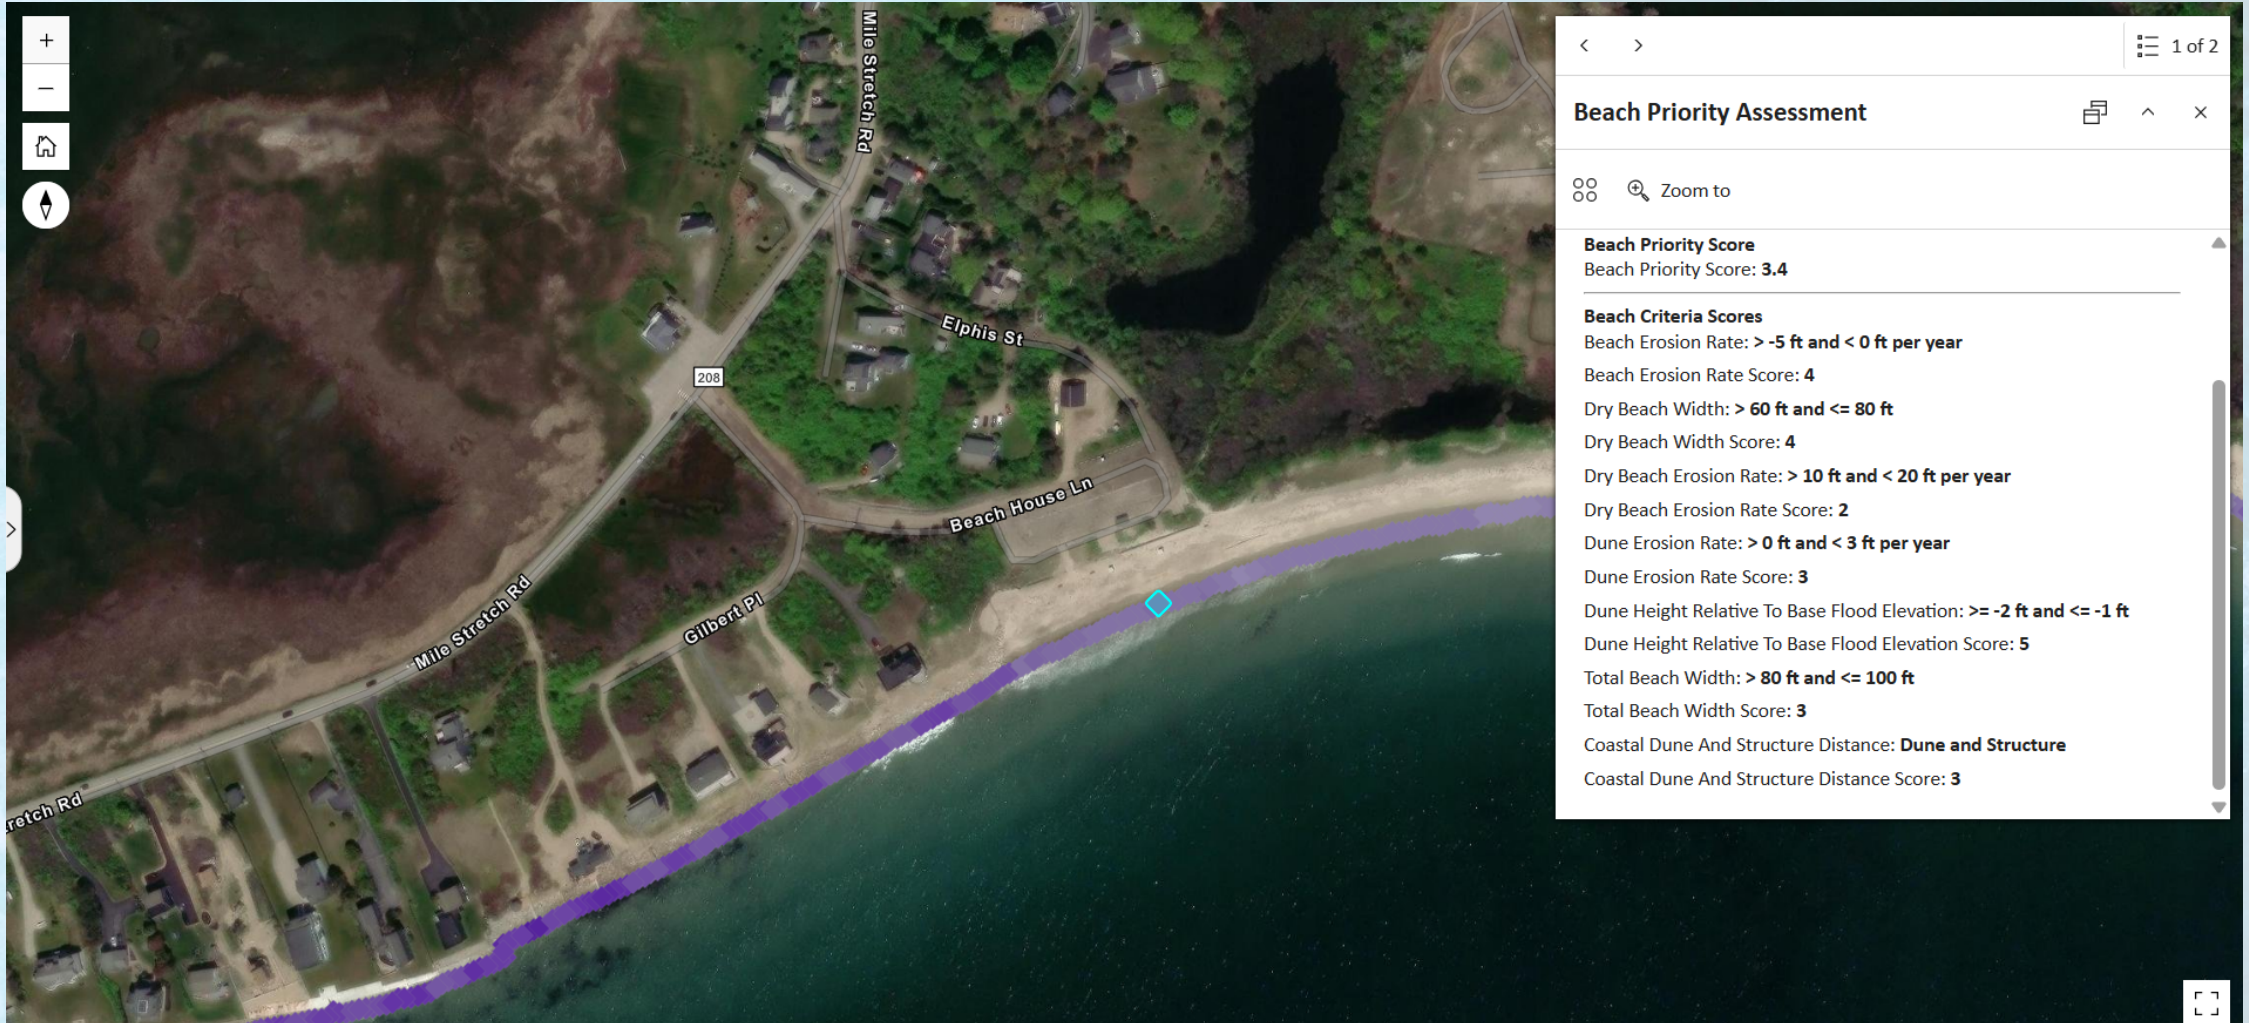 +
−
Mile Stretch Rd
Elphis St
208
Beach House Ln
Gilbert Pl
Mile Stretch Rd
retch Rd
1 of 2
Beach Priority Assessment
Zoom to
Beach Priority Score
Beach Priority Score: 3.4
Beach Criteria Scores
Beach Erosion Rate: > -5 ft and < 0 ft per year
Beach Erosion Rate Score: 4
Dry Beach Width: > 60 ft and <= 80 ft
Dry Beach Width Score: 4
Dry Beach Erosion Rate: > 10 ft and < 20 ft per year
Dry Beach Erosion Rate Score: 2
Dune Erosion Rate: > 0 ft and < 3 ft per year
Dune Erosion Rate Score: 3
Dune Height Relative To Base Flood Elevation: >= -2 ft and <= -1 ft
Dune Height Relative To Base Flood Elevation Score: 5
Total Beach Width: > 80 ft and <= 100 ft
Total Beach Width Score: 3
Coastal Dune And Structure Distance: Dune and Structure
Coastal Dune And Structure Distance Score: 3